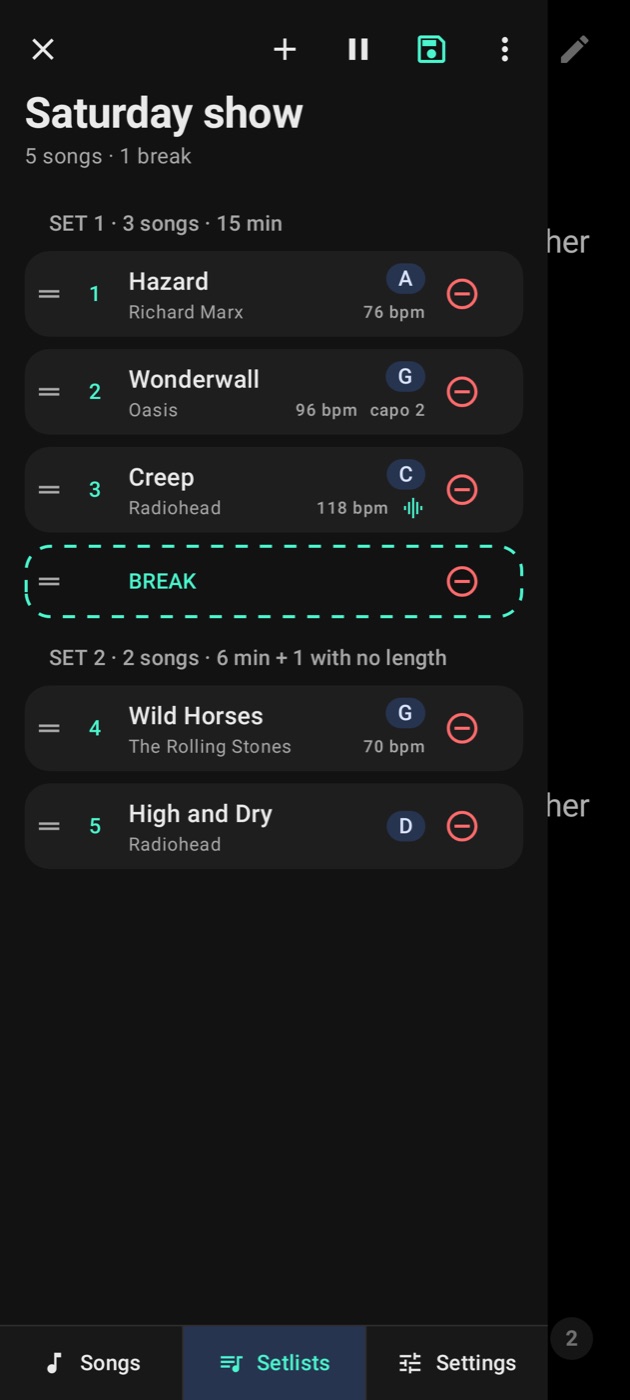 Saturday show
5 songs · 1 break
SET 1 · 3 songs · 15 min
1 Hazard A
Richard Marx 76 bpm
2 Wonderwall G
Oasis 96 bpm capo 2
3 Creep C
Radiohead 118 bpm
BREAK
SET 2 · 2 songs · 6 min + 1 with no length
4 Wild Horses G
The Rolling Stones 70 bpm
5 High and Dry D
Radiohead
her
her
2
Songs Setlists Settings